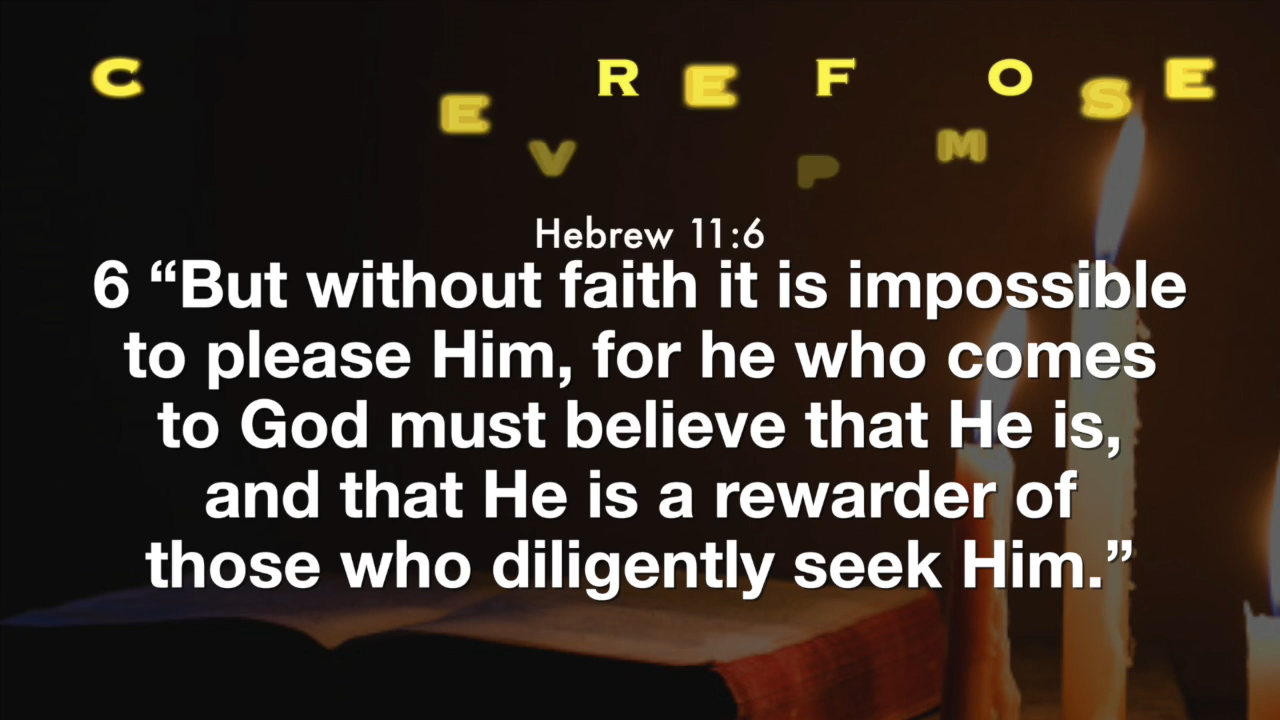 C E V R E P F M O S E
Hebrew 11:6
6 “But without faith it is impossible
to please Him, for he who comes
to God must believe that He is,
and that He is a rewarder of
those who diligently seek Him.”